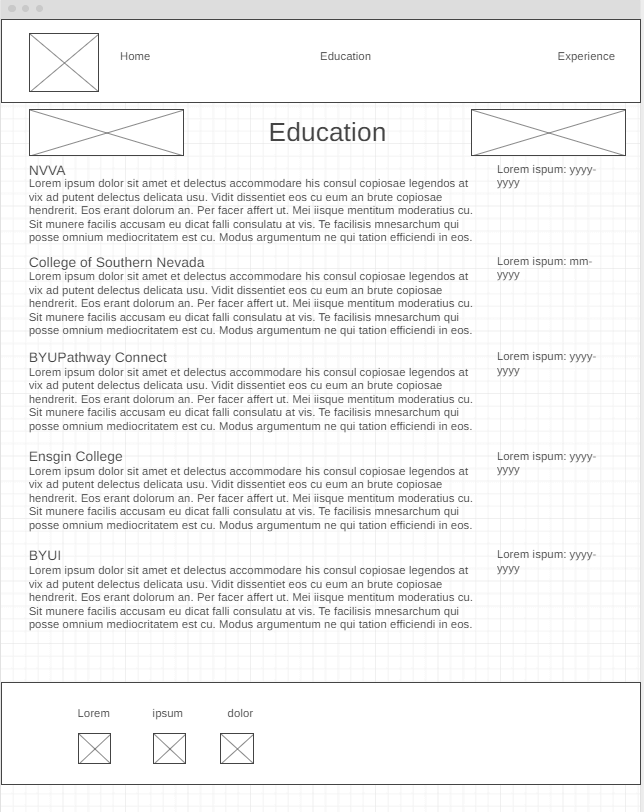 Home Education Experience
Education
NVVA
Lorem ispum: yyyy-
yyyy
Lorem ipsum dolor sit amet et delectus accommodare his consul copiosae legendos at
vix ad putent delectus delicata usu. Vidit dissentiet eos cu eum an brute copiosae
hendrerit. Eos erant dolorum an. Per facer affert ut. Mei iisque mentitum moderatius cu.
Sit munere facilis accusam eu dicat falli consulatu at vis. Te facilisis mnesarchum qui
posse omnium mediocritatem est cu. Modus argumentum ne qui tation efficiendi in eos.
College of Southern Nevada
Lorem ispum: mm-
yyyy
Lorem ipsum dolor sit amet et delectus accommodare his consul copiosae legendos at
vix ad putent delectus delicata usu. Vidit dissentiet eos cu eum an brute copiosae
hendrerit. Eos erant dolorum an. Per facer affert ut. Mei iisque mentitum moderatius cu.
Sit munere facilis accusam eu dicat falli consulatu at vis. Te facilisis mnesarchum qui
posse omnium mediocritatem est cu. Modus argumentum ne qui tation efficiendi in eos.
BYUPathway Connect
Lorem ispum: yyyy-
yyyy
Lorem ipsum dolor sit amet et delectus accommodare his consul copiosae legendos at
vix ad putent delectus delicata usu. Vidit dissentiet eos cu eum an brute copiosae
hendrerit. Eos erant dolorum an. Per facer affert ut. Mei iisque mentitum moderatius cu.
Sit munere facilis accusam eu dicat falli consulatu at vis. Te facilisis mnesarchum qui
posse omnium mediocritatem est cu. Modus argumentum ne qui tation efficiendi in eos.
Ensgin College
Lorem ispum: yyyy-
yyyy
Lorem ipsum dolor sit amet et delectus accommodare his consul copiosae legendos at
vix ad putent delectus delicata usu. Vidit dissentiet eos cu eum an brute copiosae
hendrerit. Eos erant dolorum an. Per facer affert ut. Mei iisque mentitum moderatius cu.
Sit munere facilis accusam eu dicat falli consulatu at vis. Te facilisis mnesarchum qui
posse omnium mediocritatem est cu. Modus argumentum ne qui tation efficiendi in eos.
BYUI
Lorem ispum: yyyy-
yyyy
Lorem ipsum dolor sit amet et delectus accommodare his consul copiosae legendos at
vix ad putent delectus delicata usu. Vidit dissentiet eos cu eum an brute copiosae
hendrerit. Eos erant dolorum an. Per facer affert ut. Mei iisque mentitum moderatius cu.
Sit munere facilis accusam eu dicat falli consulatu at vis. Te facilisis mnesarchum qui
posse omnium mediocritatem est cu. Modus argumentum ne qui tation efficiendi in eos.
Lorem ipsum dolor